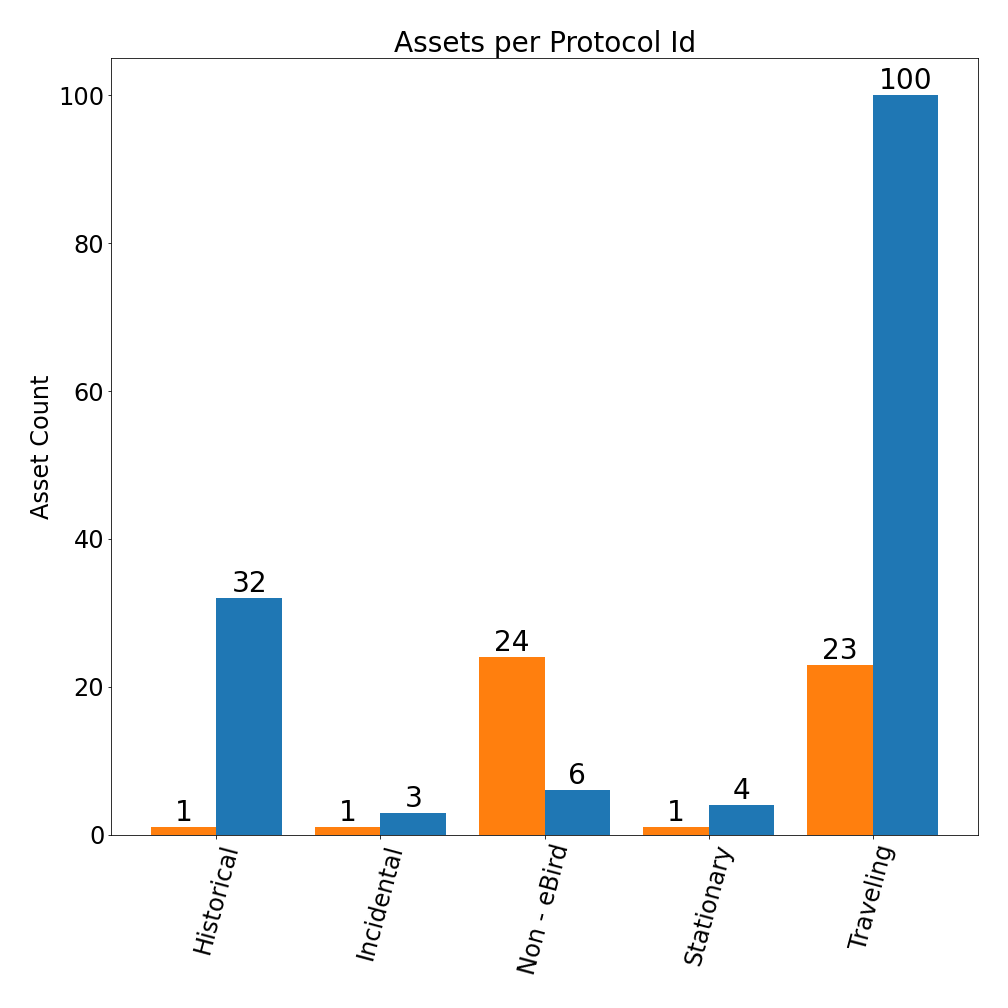 Assets per Protocol Id
Asset Count
100
80
60
40
20
0
1
32
1
3
24
6
1
4
23
100
Historical
Incidental
Non - eBird
Stationary
Traveling